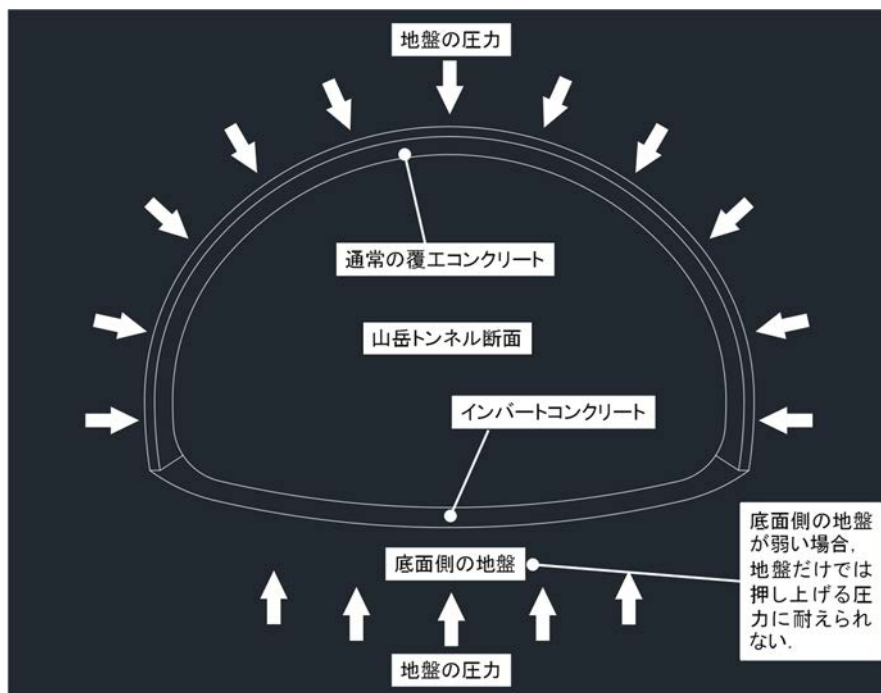 地盤の圧力
通常の覆工コンクリート
山岳トンネル断面
インバートコンクリート
底面側の地盤
底面側の地盤
が弱い場合,
地盤だけでは
押し上げる圧
力に耐えられ
ない.
地盤の圧力